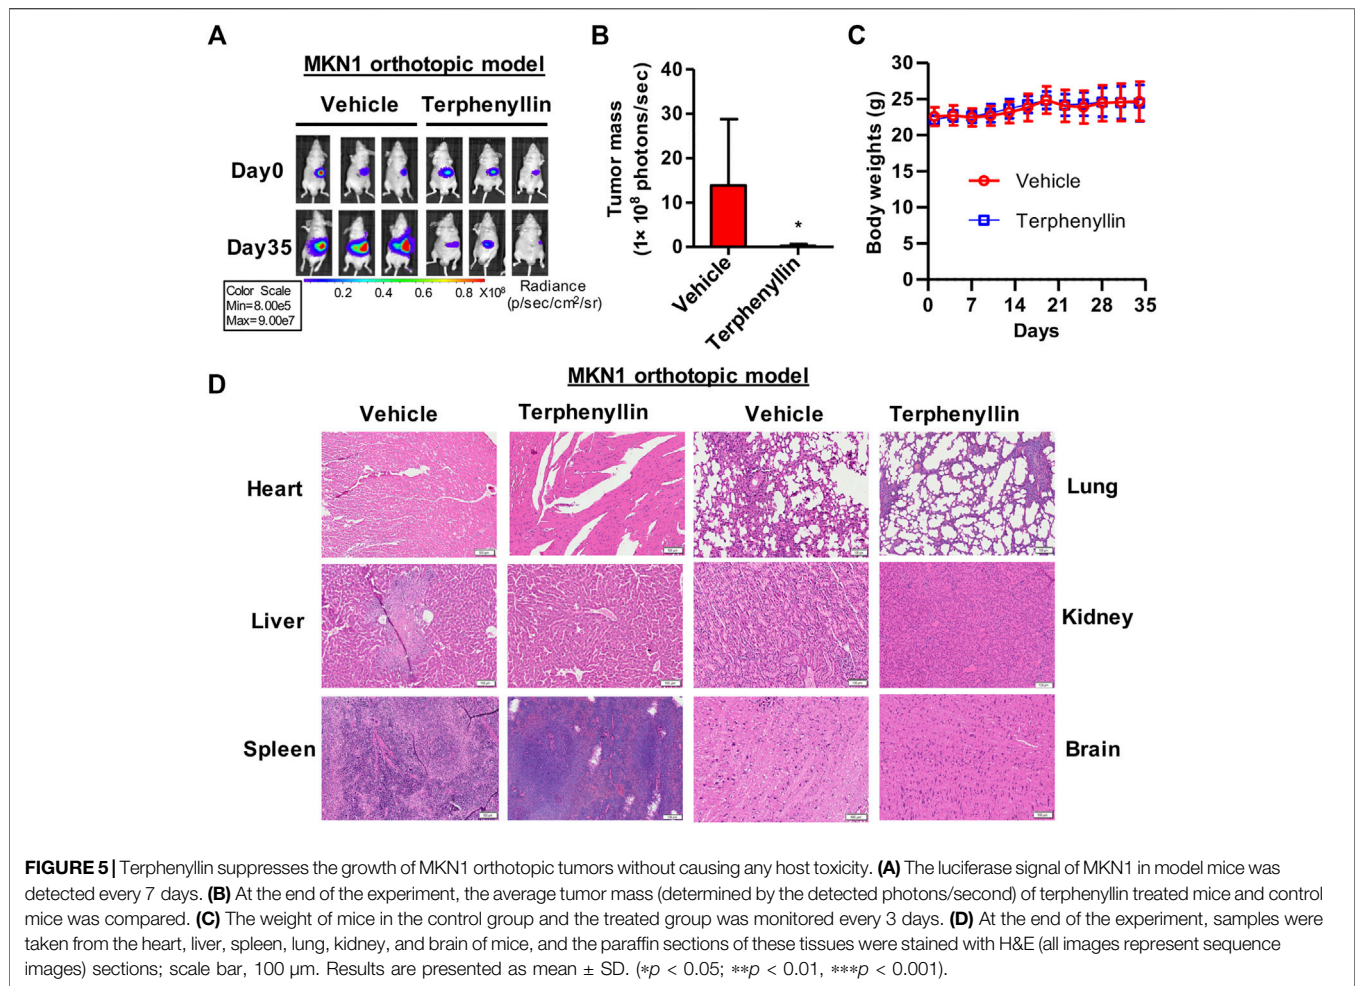 A
MKN1 orthotopic model
Vehicle Terphenyllin
Day0
Day35
Color Scale
Min=8.00e5
Max=9.00e7
0.2 0.4 0.6 0.8 X10⁸
Radiance
(p/sec/cm²/sr)
B
Tumor mass
(1× 10⁸ photons/sec)
40
30
20
10
0
*
Vehicle
Terphenyllin
C
Body weights (g)
30
25
20
25
10
5
0
Vehicle
Terphenyllin
0 7 14 21 28 35
Days
D
MKN1 orthotopic model
Vehicle Terphenyllin Vehicle Terphenyllin
Heart Lung
Liver Kidney
Spleen Brain
FIGURE 5 | Terphenyllin suppresses the growth of MKN1 orthotopic tumors without causing any host toxicity. (A) The luciferase signal of MKN1 in model mice was
detected every 7 days. (B) At the end of the experiment, the average tumor mass (determined by the detected photons/second) of terphenyllin treated mice and control
mice was compared. (C) The weight of mice in the control group and the treated group was monitored every 3 days. (D) At the end of the experiment, samples were
taken from the heart, liver, spleen, lung, kidney, and brain of mice, and the paraffin sections of these tissues were stained with H&E (all images represent sequence
images) sections; scale bar, 100 μm. Results are presented as mean ± SD. (∗p < 0.05; ∗∗p < 0.01, ∗∗∗p < 0.001).